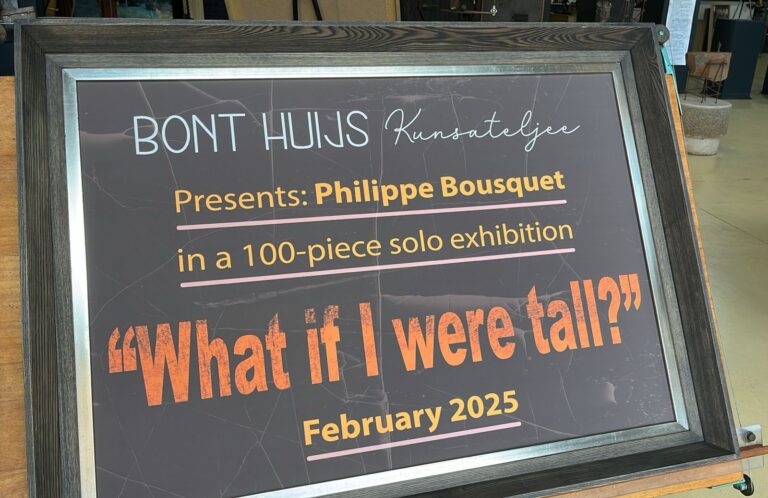 BONT HUIJS Kunsateljee
Presents: Philippe Bousquet
in a 100-piece solo exhibition
“What if I were tall?”
February 2025